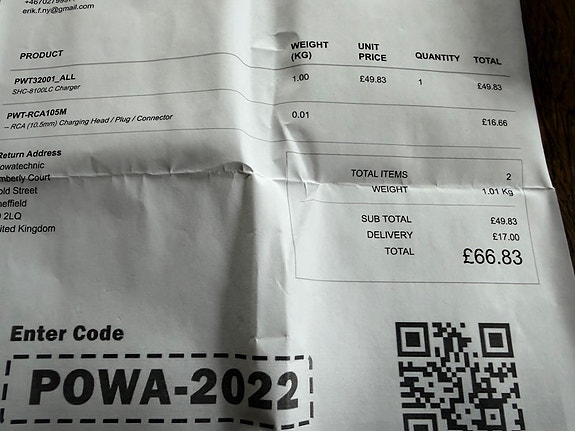 erik.f.ny@gmail.com
PRODUCT WEIGHT (KG) UNIT PRICE QUANTITY TOTAL
PWT32001_ALL 1.00 £49.83 1 £49.83
SHC-8100LC Charger
PWT-RCA105M 0.01 £16.66
-- RCA (10.5mm) Charging Head / Plug / Connector
Return Address
owatechnic
mberly Court
old Street
heffield
2LQ
nited Kingdom
TOTAL ITEMS 2
WEIGHT 1.01 Kg
SUB TOTAL £49.83
DELIVERY £17.00
TOTAL £66.83
Enter Code
POWA-2022